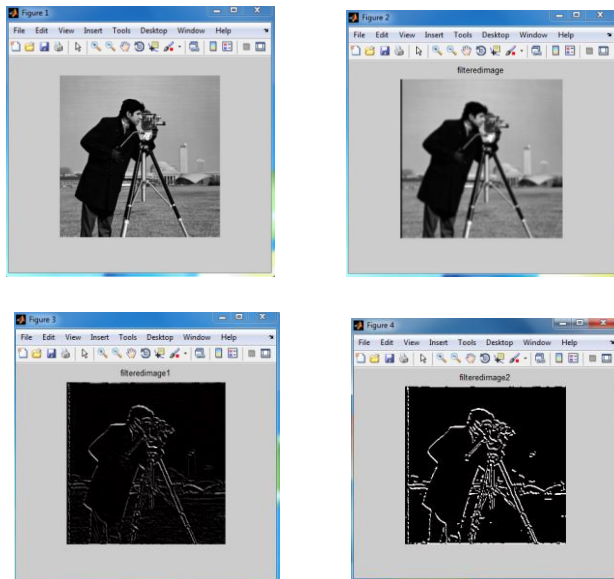 Figure 1
File Edit View Insert Tools Desktop Window Help
Figure 2
File Edit View Insert Tools Desktop Window Help
filteredimage
Figure 3
File Edit View Insert Tools Desktop Window Help
filteredimage1
Figure 4
File Edit View Insert Tools Desktop Window Help
filteredimage2